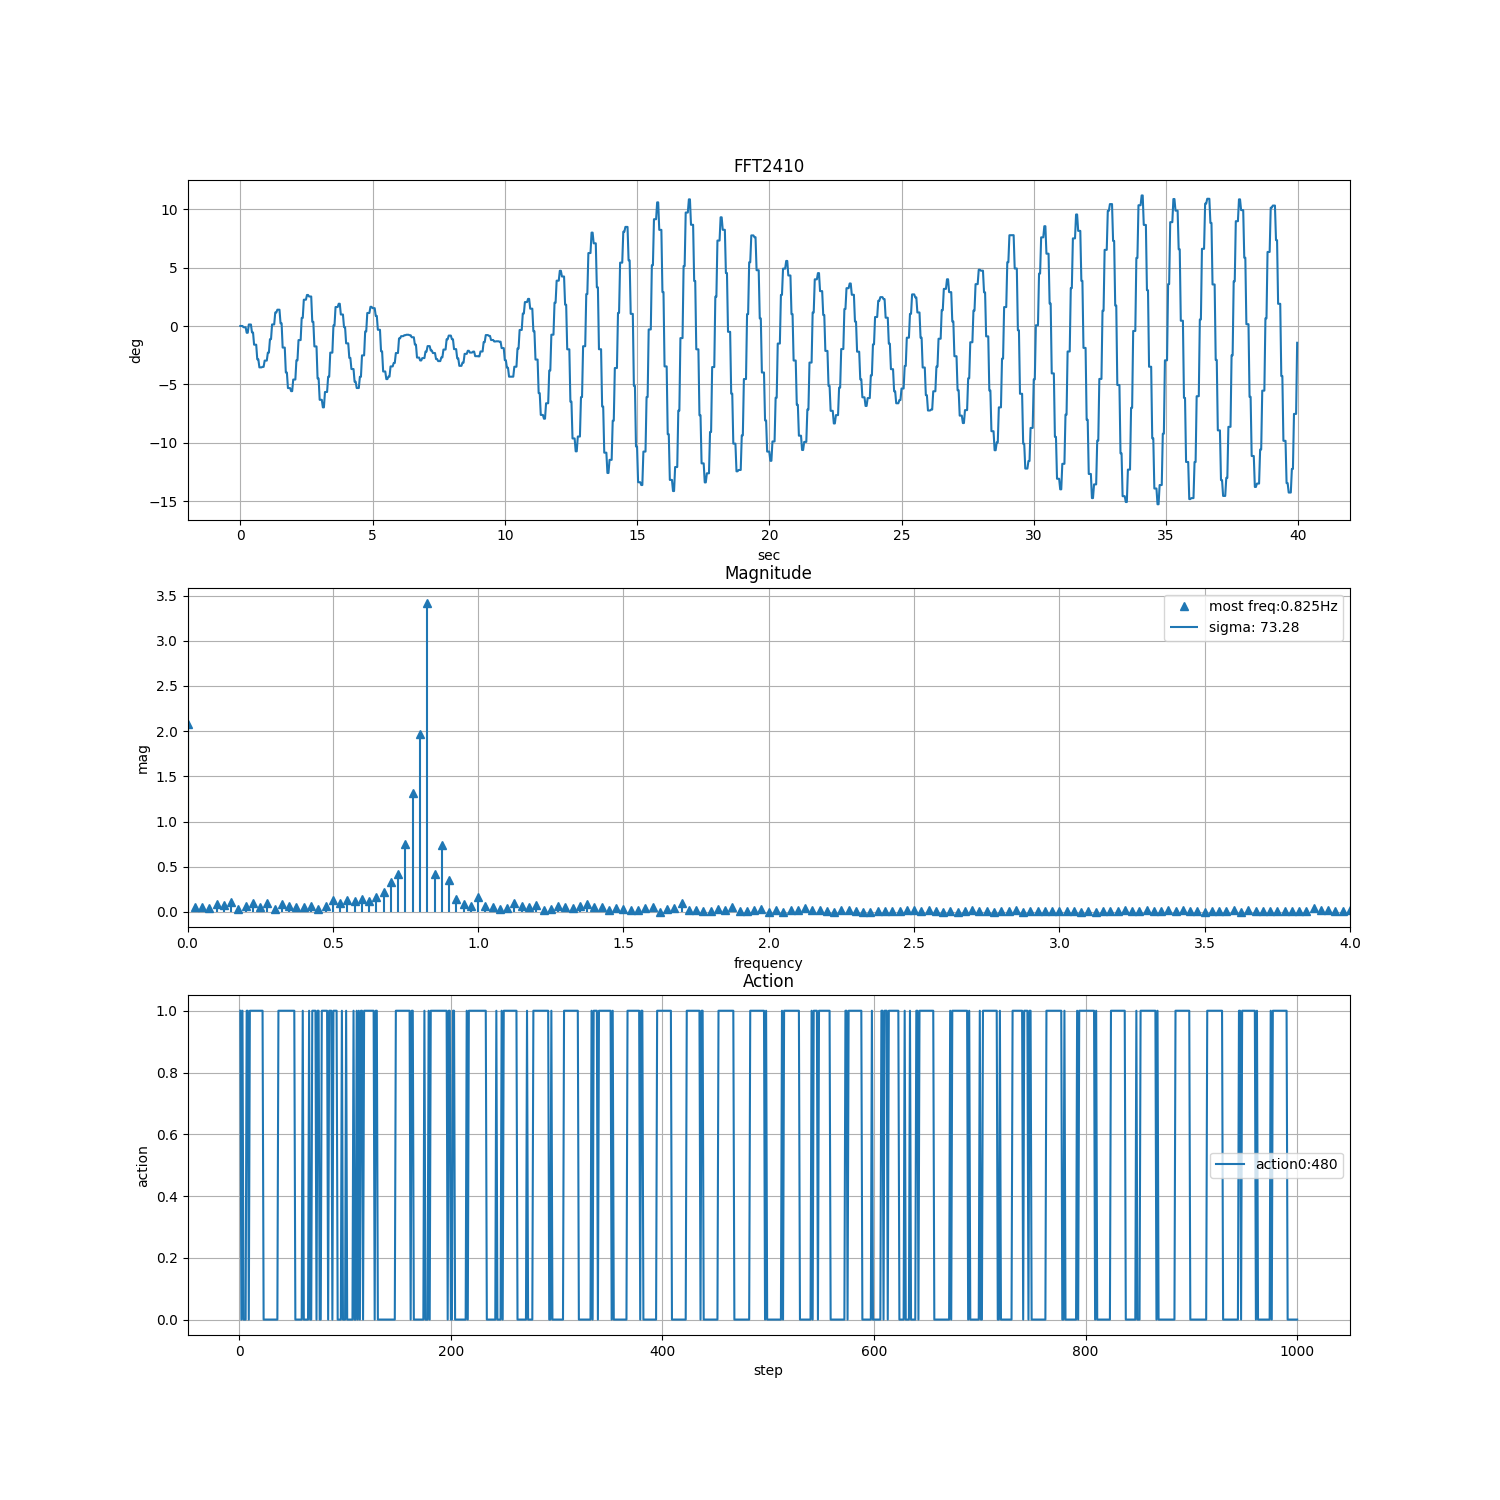 FFT2410
10
5
0
−5
−10
−15
deg
0 5 10 15 20 25 30 35 40
sec
Magnitude
3.5
3.0
2.5
2.0
1.5
1.0
0.5
0.0
mag
most freq:0.825Hz
sigma: 73.28
0.0 0.5 1.0 1.5 2.0 2.5 3.0 3.5 4.0
frequency
Action
1.0
0.8
0.6
0.4
0.2
0.0
action
action0:480
0 200 400 600 800 1000
step